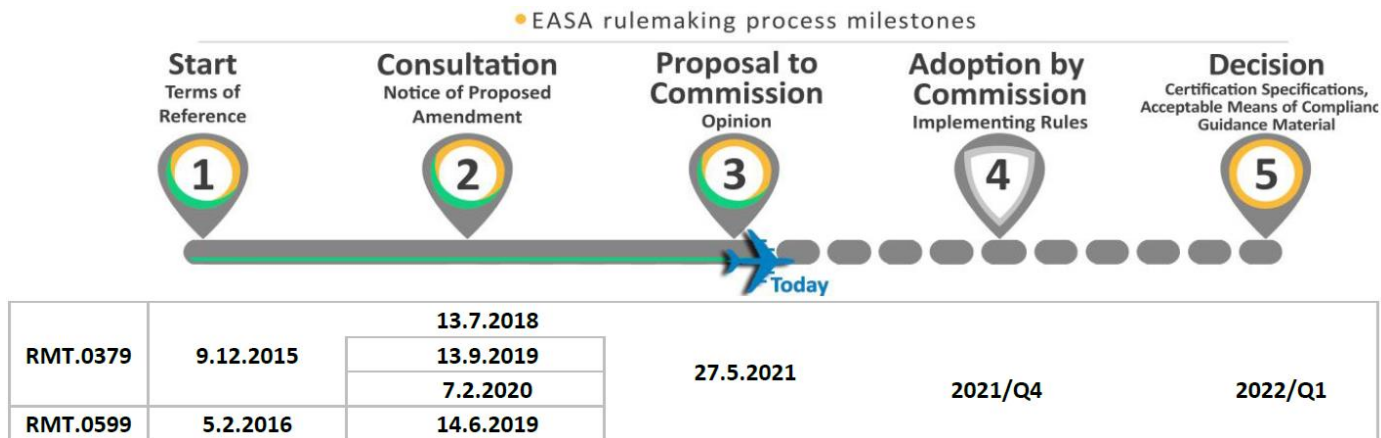 EASA rulemaking process milestones
Start
Terms of
Reference
Consultation
Notice of Proposed
Amendment
Proposal to
Commission
Opinion
Adoption by
Commission
Implementing Rules
Decision
Certification Specifications,
Acceptable Means of Complianc
Guidance Material
1
2
3
4
5
Today
RMT.0379
9.12.2015
13.7.2018
13.9.2019
7.2.2020
27.5.2021
2021/Q4
2022/Q1
RMT.0599
5.2.2016
14.6.2019